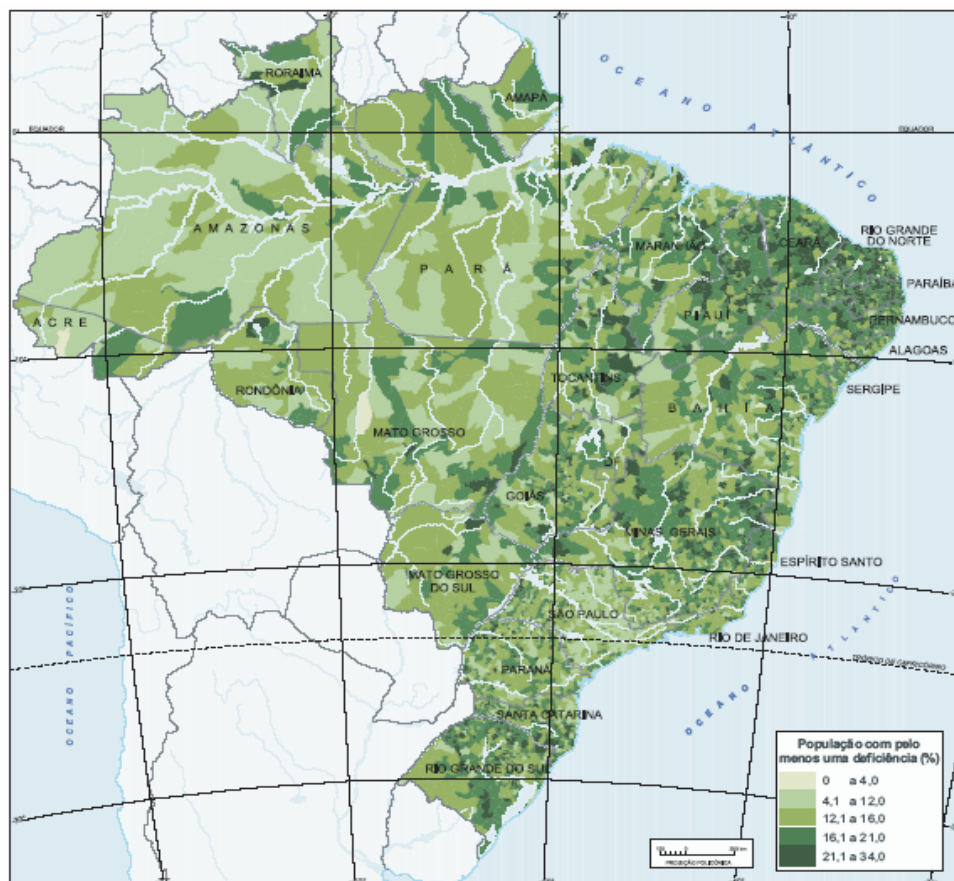 RORAIMA
AMAPÁ
OCEANO ATLÂNTICO
EQUADOR
EQUADOR
AMAZONAS
PARÁ
MARANHÃO
CEARÁ
RIO GRANDE
DO NORTE
PARAÍBA
PERNAMBUCO
ALAGOAS
SERGIPE
PIAUÍ
ACRE
RONDÔNIA
TOCANTINS
BAHIA
MATO GROSSO
GOIÁS
MINAS GERAIS
ESPÍRITO SANTO
MATO GROSSO
DO SUL
SÃO PAULO
RIO DE JANEIRO
TRÓPICO DE CAPRICÓRNIO
PARANÁ
SANTA CATARINA
RIO GRANDE DO SUL
OCEANO PACÍFICO
OCEANO ATLÂNTICO
População com pelo
menos uma deficiência (%)
0 a 4,0
4,1 a 12,0
12,1 a 16,0
16,1 a 21,0
21,1 a 34,0
PROJEÇÃO POLICÔNICA